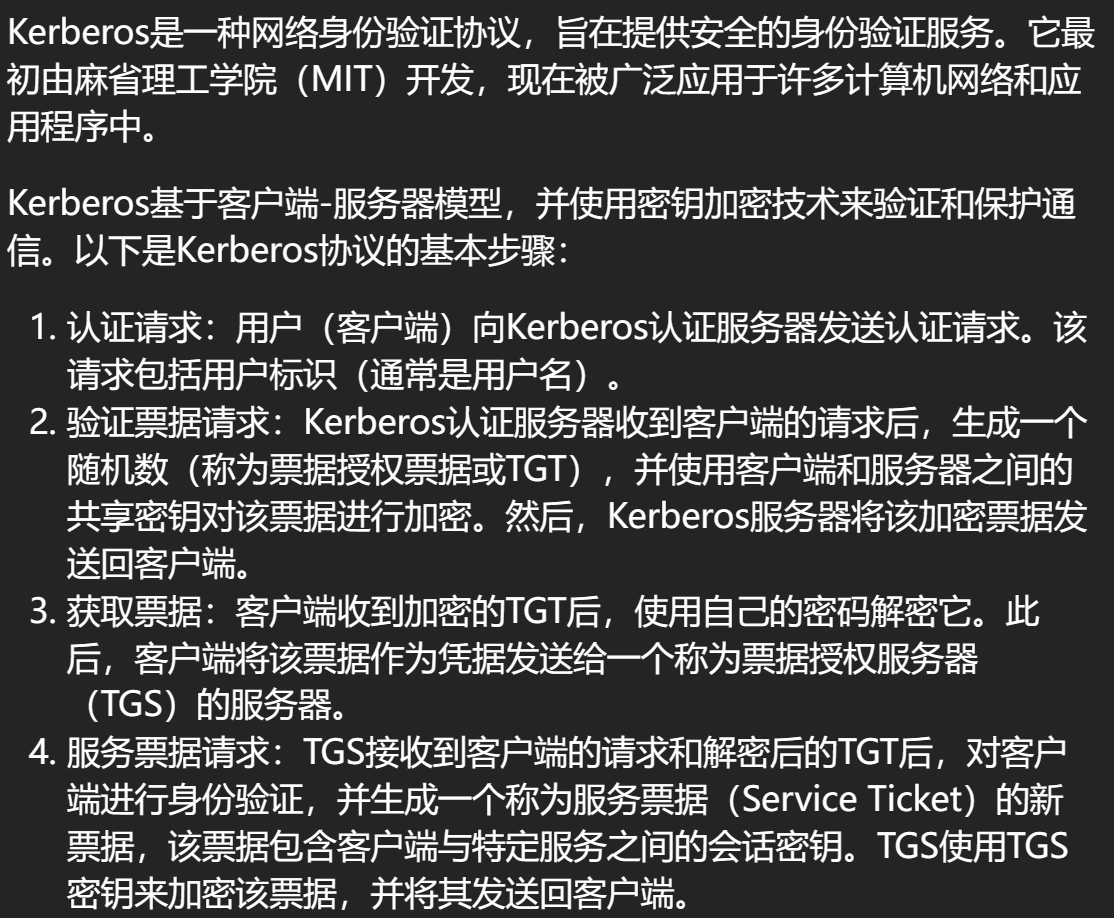 Kerberos是一种网络身份验证协议，旨在提供安全的身份验证服务。它最
初由麻省理工学院（MIT）开发，现在被广泛应用于许多计算机网络和应
用程序中。
Kerberos基于客户端-服务器模型，并使用密钥加密技术来验证和保护通
信。以下是Kerberos协议的基本步骤：
1. 认证请求：用户（客户端）向Kerberos认证服务器发送认证请求。该
请求包括用户标识（通常是用户名）。
2. 验证票据请求：Kerberos认证服务器收到客户端的请求后，生成一个
随机数（称为票据授权票据或TGT），并使用客户端和服务器之间的
共享密钥对该票据进行加密。然后，Kerberos服务器将该加密票据发
送回客户端。
3. 获取票据：客户端收到加密的TGT后，使用自己的密码解密它。此
后，客户端将该票据作为凭据发送给一个称为票据授权服务器
（TGS）的服务器。
4. 服务票据请求：TGS接收到客户端的请求和解密后的TGT后，对客户
端进行身份验证，并生成一个称为服务票据（Service Ticket）的新
票据，该票据包含客户端与特定服务之间的会话密钥。TGS使用TGS
密钥来加密该票据，并将其发送回客户端。